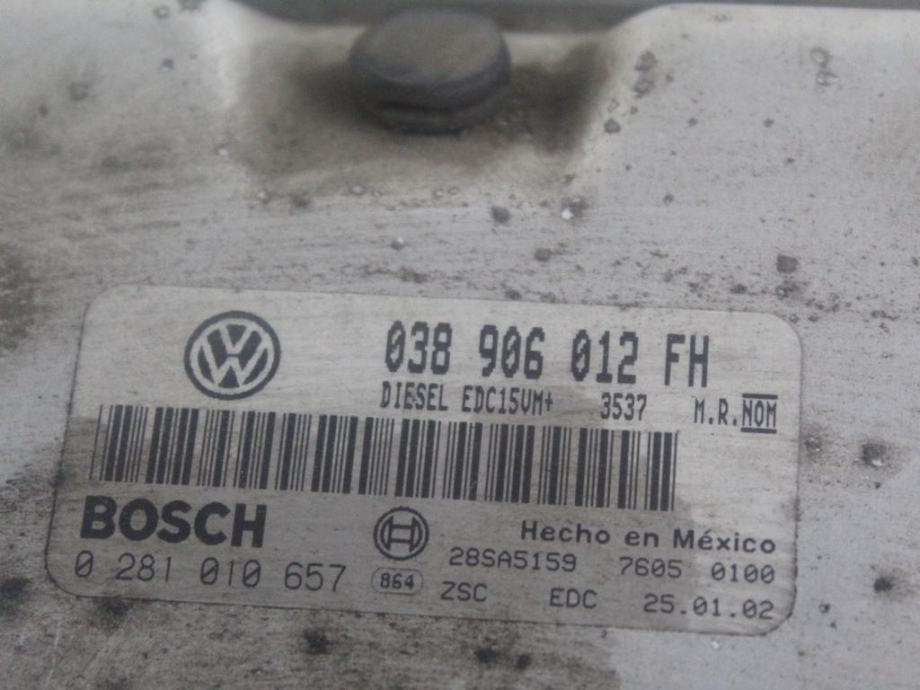 038 906 012 FH
DIESEL EDC15VM+ 3537 M.R.NOM
BOSCH
Hecho en México
0 281 010 657 864 28SA5159 7605 0100
ZSC EDC 25.01.02